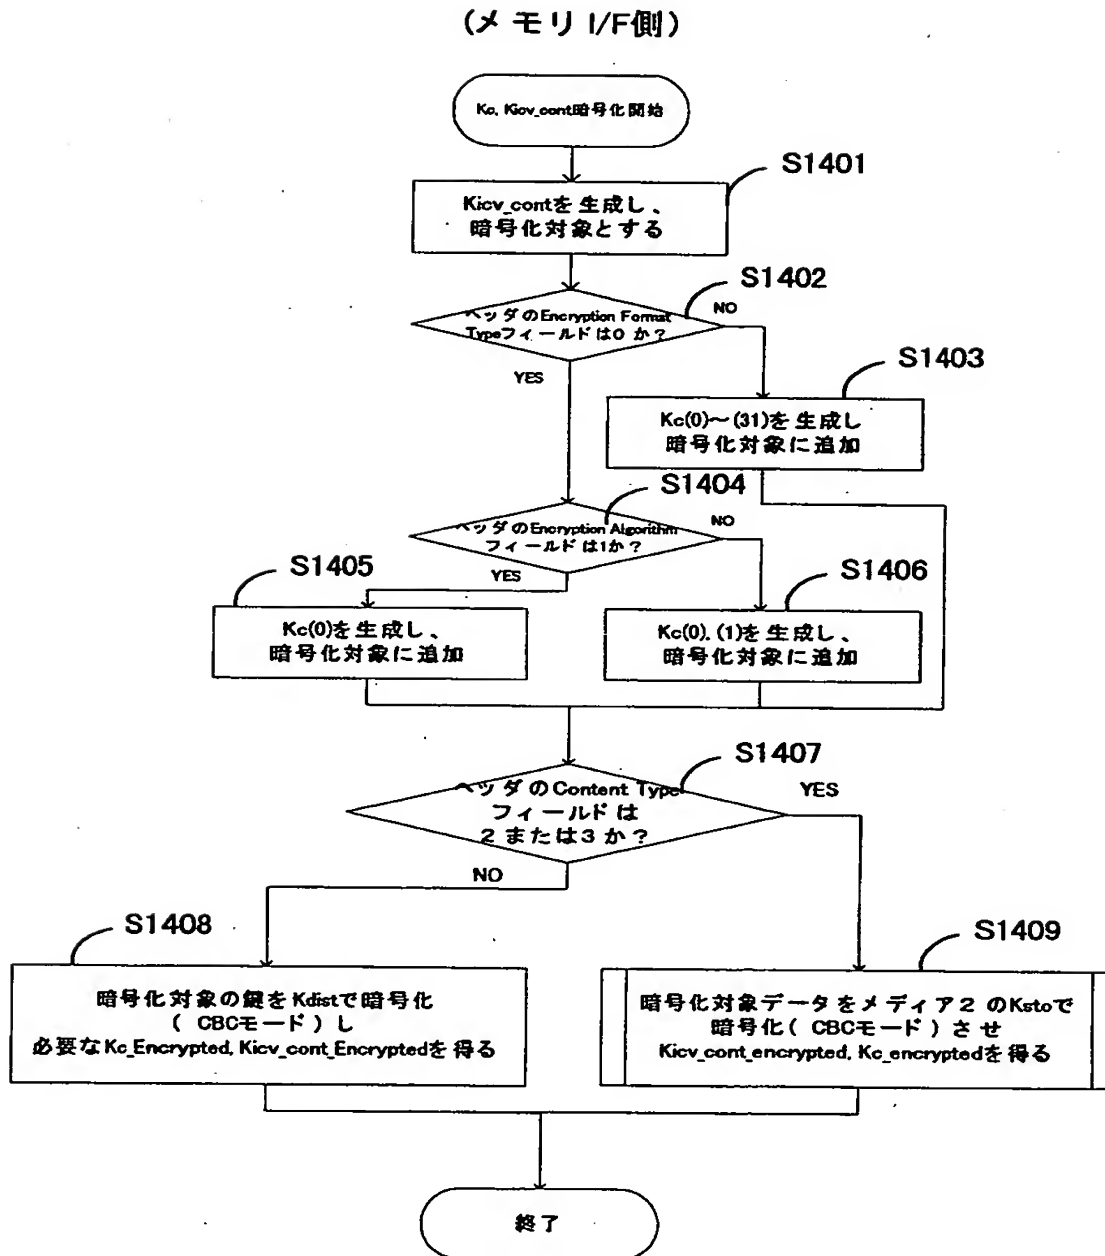 (メモリ I/F側)
Kc, Kicv_cont暗号化開始
S1401
Kicv_contを生成し、
暗号化対象とする
S1402
ヘッダのEncryption Format
Typeフィールドは0か?
NO
YES
S1403
Kc(0)~(31)を生成し
暗号化対象に追加
S1404
ヘッダのEncryption Algorithm
フィールドは1か?
NO
YES
S1405
Kc(0)を生成し、
暗号化対象に追加
S1406
Kc(0), (1)を生成し、
暗号化対象に追加
S1407
ヘッダのContent Type
フィールドは
2または3か?
YES
NO
S1408
暗号化対象の鍵をKdistで暗号化
(CBCモード)し
必要なKc_Encrypted, Kicv_cont_Encryptedを得る
S1409
暗号化対象データをメディア2のKstoで
暗号化(CBCモード)させ
Kicv_cont_encrypted, Kc_encryptedを得る
終了